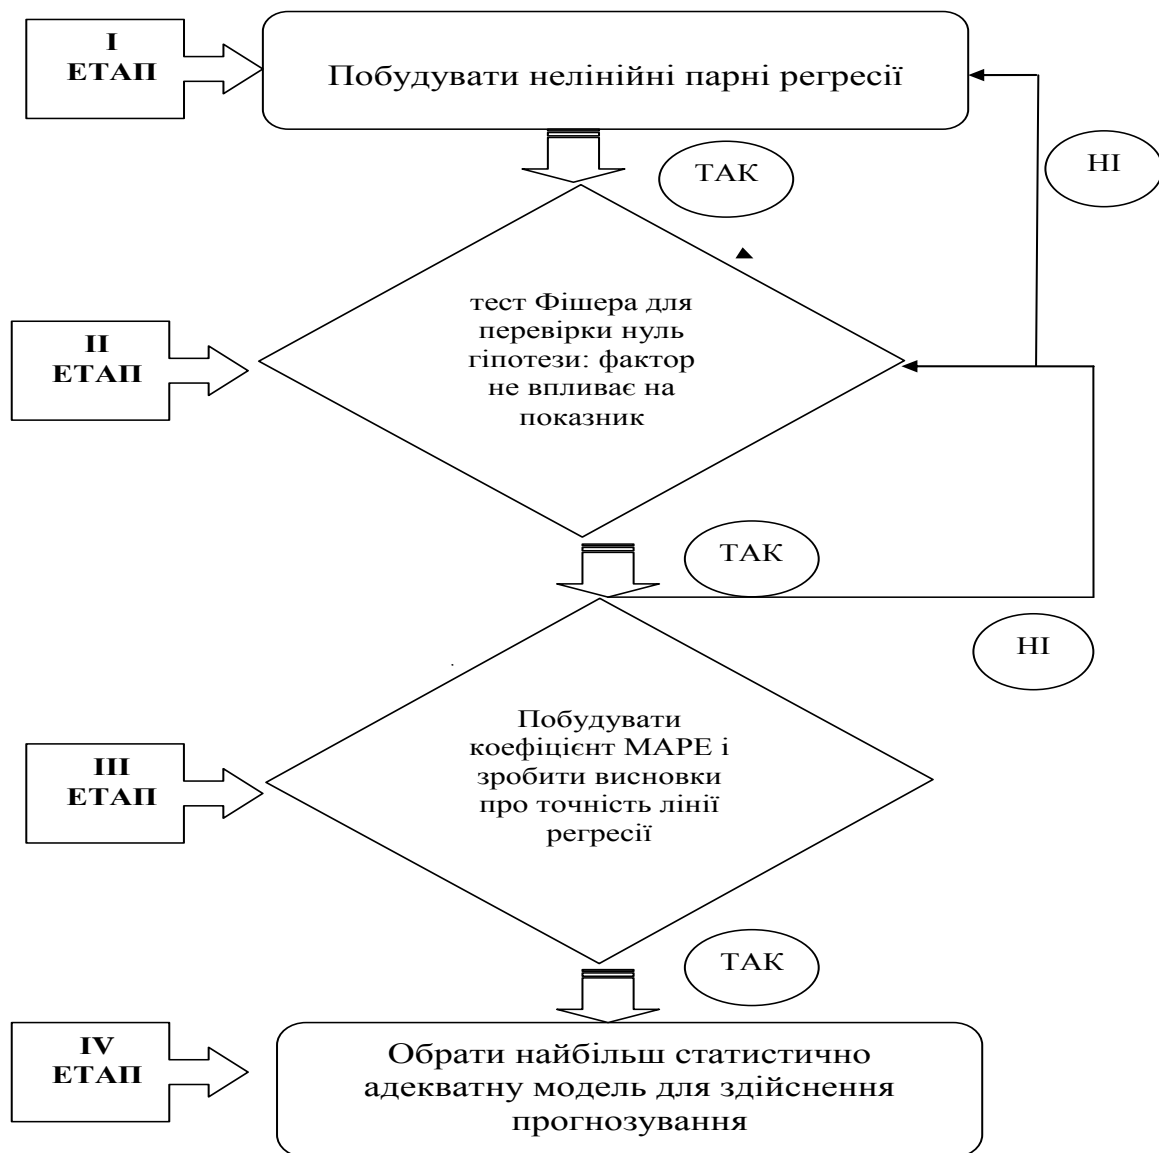 І
ЕТАП
Побудувати нелінійні парні регресії
ТАК
НІ
ІІ
ЕТАП
тест Фішера для
перевірки нуль
гіпотези: фактор
не впливає на
показник
ТАК
НІ
ІІІ
ЕТАП
Побудувати
коефіцієнт МАРЕ і
зробити висновки
про точність лінії
регресії
ТАК
IV
ЕТАП
Обрати найбільш статистично
адекватну модель для здійснення
прогнозування